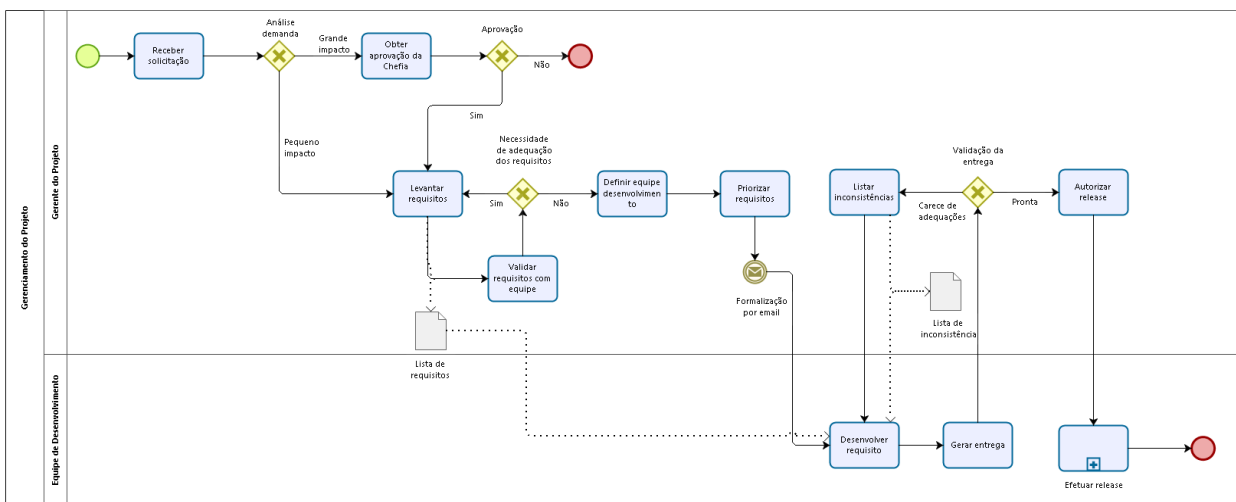 Gerenciamento do Projeto
Gerente do Projeto
Análise
demanda
Aprovação
Receber
solicitação
Grande
impacto
Obter
aprovação da
Chefia
Não
Sim
Pequeno
impacto
Necessidade
de adequação
dos requisitos
Validação da
entrega
Levantar
requisitos
Sim
Não
Definir equipe
desenvolvimen
to
Priorizar
requisitos
Listar
inconsistências
Carece de
adequações
Pronta
Autorizar
release
Validar
requisitos com
equipe
Formalização
por email
Lista de
inconsistência
Lista de
requisitos
Equipe de Desenvolvimento
Desenvolver
requisito
Gerar entrega
Efetuar release